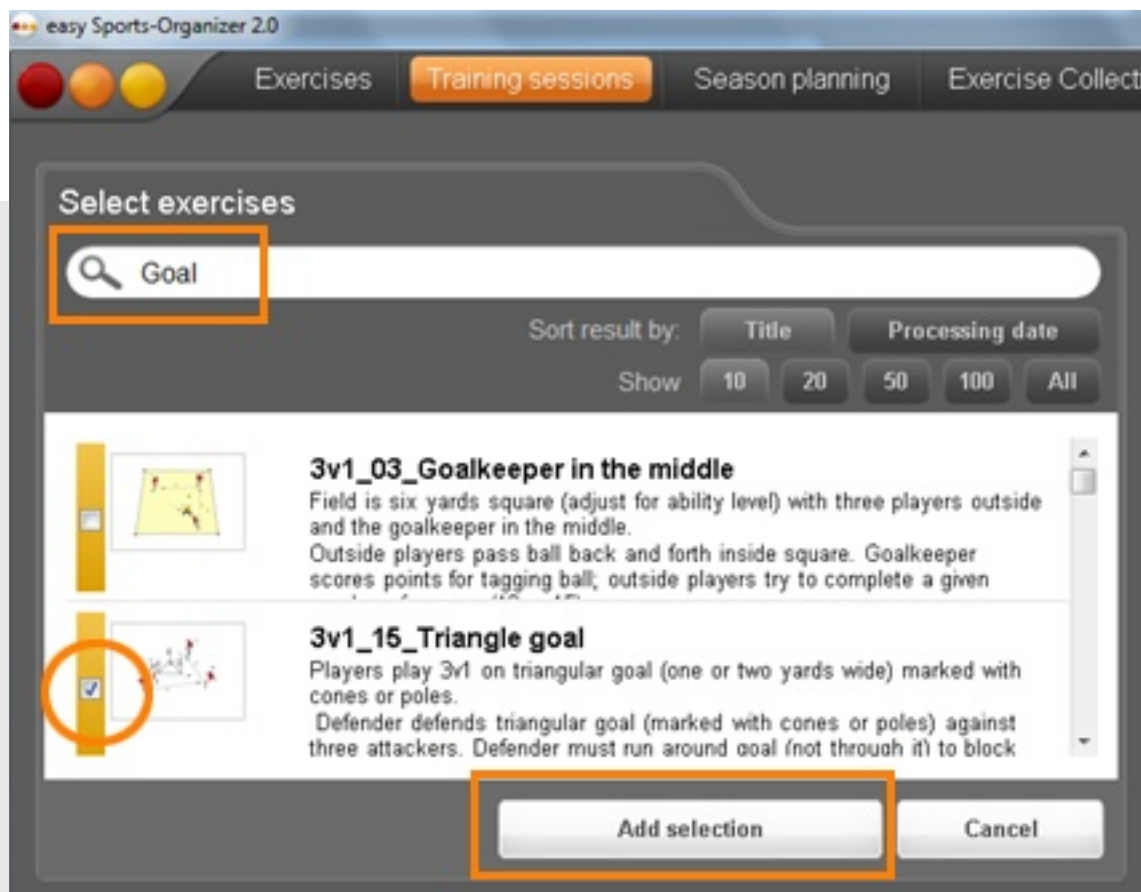 easy Sports-Organizer 2.0
Exercises Training sessions Season planning Exercise Collect
Select exercises
Goal
Sort result by: Title Processing date
Show 10 20 50 100 All
3v1_03_Goalkeeper in the middle
Field is six yards square (adjust for ability level) with three players outside
and the goalkeeper in the middle.
Outside players pass ball back and forth inside square. Goalkeeper
scores points for tagging ball; outside players try to complete a given
3v1_15_Triangle goal
Players play 3v1 on triangular goal (one or two yards wide) marked with
cones or poles.
Defender defends triangular goal (marked with cones or poles) against
three attackers. Defender must run around goal (not through it) to block
Add selection Cancel